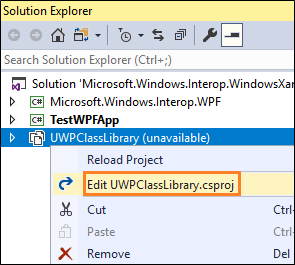 Solution Explorer
Search Solution Explorer (Ctrl+;)
Solution 'Microsoft.Windows.Interop.WindowsXar
C# Microsoft.Windows.Interop.WPF
C# TestWPFApp
UWPClassLibrary (unavailable)
Reload Project
Edit UWPClassLibrary.csproj
Cut Ctrl-
Paste Ctrl-
Remove Del